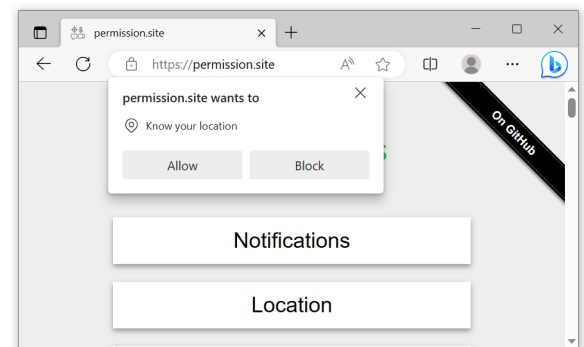 permission.site
https://permission.site
permission.site wants to
Know your location
Allow Block
On GitHub
Notifications
Location